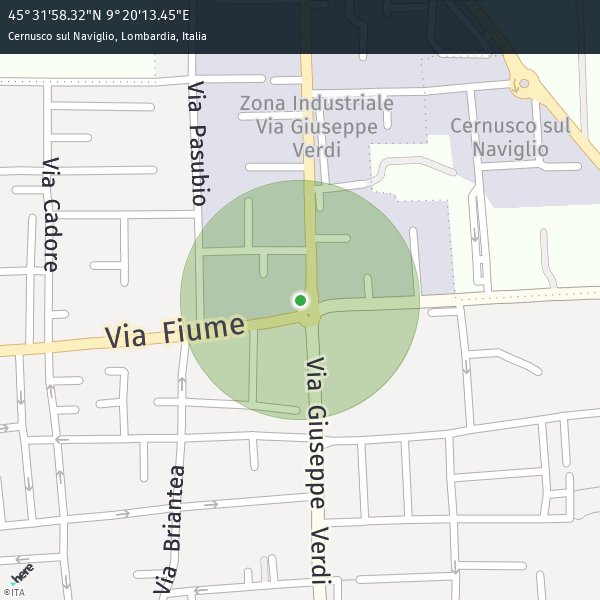 45°31'58.32"N 9°20'13.45"E
Cernusco sul Naviglio, Lombardia, Italia
Via Pasubio
Zona Industriale
Via Giuseppe
Verdi
Cernusco sul
Naviglio
Via Cadore
Via Fiume
Via Giuseppe Verdi
Via Briantea
here
©ITA